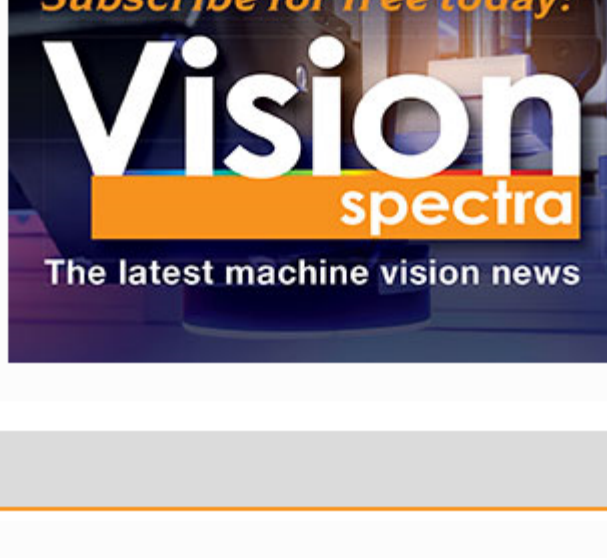 Subscribe for free today!
Vision
spectra
The latest machine vision news